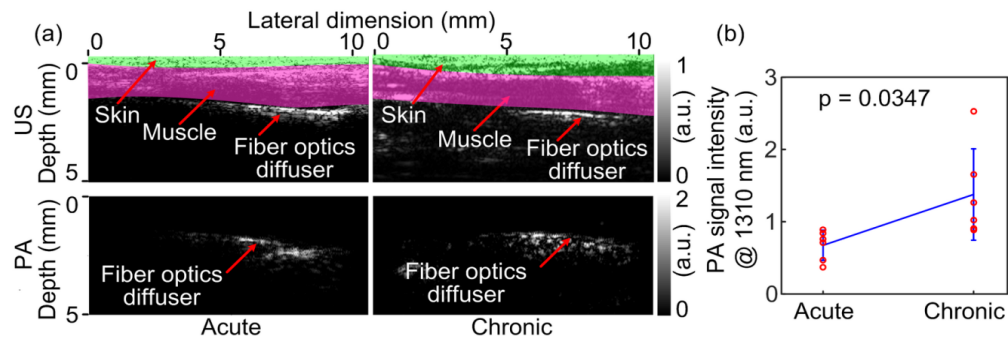 Lateral dimension (mm)
(a)
0 5 10 0 5 10
US
Depth (mm)
0
5
Skin
Muscle
Fiber optics
diffuser
Skin
Muscle
Fiber optics
diffuser
1
(a.u.)
0
PA
Depth (mm)
0
5
Fiber optics
diffuser
Fiber optics
diffuser
2
(a.u.)
0
Acute
Chronic
(b)
PA signal intensity
@ 1310 nm (a.u.)
3
2
1
0
p = 0.0347
Acute
Chronic